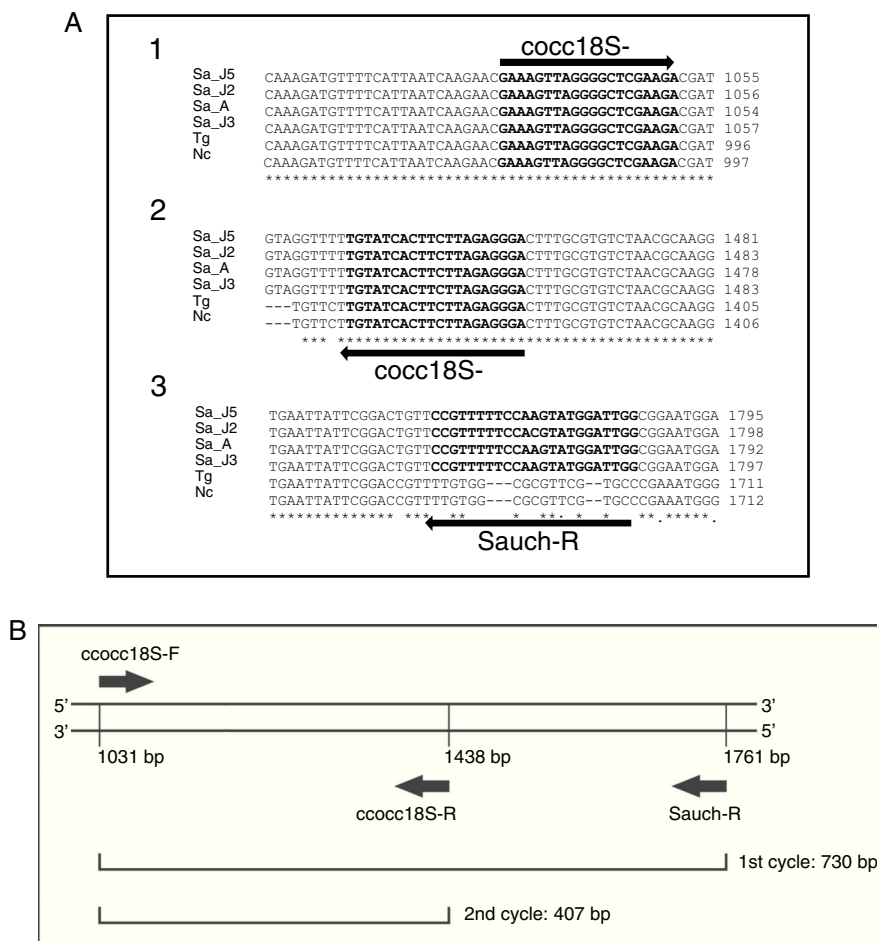 A
1
cocc18S-
Sa_J5 CAAAGATGTTTTCATTAATCAAGAACGAAAGTTAGGGGCTCGAAGACGAT 1055
Sa_J2 CAAAGATGTTTTCATTAATCAAGAACGAAAGTTAGGGGCTCGAAGACGAT 1056
Sa_A CAAAGATGTTTTCATTAATCAAGAACGAAAGTTAGGGGCTCGAAGACGAT 1054
Sa_J3 CAAAGATGTTTTCATTAATCAAGAACGAAAGTTAGGGGCTCGAAGACGAT 1057
Tg CAAAGATGTTTTCATTAATCAAGAACGAAAGTTAGGGGCTCGAAGACGAT 996
Nc CAAAGATGTTTTCATTAATCAAGAACGAAAGTTAGGGGCTCGAAGACGAT 997
**************************************************
2
Sa_J5 GTAGGTTTTTGTATCACTTCTTAGAGGGACTTTGCGTGTCTAACGCAAGG 1481
Sa_J2 GTAGGTTTTTGTATCACTTCTTAGAGGGACTTTGCGTGTCTAACGCAAGG 1483
Sa_A GTAGGTTTTTGTATCACTTCTTAGAGGGACTTTGCGTGTCTAACGCAAGG 1478
Sa_J3 GTAGGTTTTTGTATCACTTCTTAGAGGGACTTTGCGTGTCTAACGCAAGG 1483
Tg ---TGTTCTTGTATCACTTCTTAGAGGGACTTTGCGTGTCTAACGCAAGG 1405
Nc ---TGTTCTTGTATCACTTCTTAGAGGGACTTTGCGTGTCTAACGCAAGG 1406
*** ******************************************
cocc18S-
3
Sa_J5 TGAATTATTCGGACTGTTCCGTTTTTCCAAGTATGGATTGGCGGAATGGA 1795
Sa_J2 TGAATTATTCGGACTGTTCCGTTTTTCCACGTATGGATTGGCGGAATGGA 1798
Sa_A TGAATTATTCGGACTGTTCCGTTTTTCCAAGTATGGATTGGCGGAATGGA 1792
Sa_J3 TGAATTATTCGGACTGTTCCGTTTTTCCAAGTATGGATTGGCGGAATGGA 1797
Tg TGAATTATTCGGACCGTTTTGTGG---CGCGTTCG--TGCCCGAAATGGG 1711
Nc TGAATTATTCGGACCGTTTTGTGG---CGCGTTCG--TGCCCGAAATGGG 1712
************** *** ** * **. * * **.*****.
Sauch-R
B
ccocc18S-F
5’ 3’
3’ 5’
1031 bp 1438 bp 1761 bp
ccocc18S-R Sauch-R
1st cycle: 730 bp
2nd cycle: 407 bp